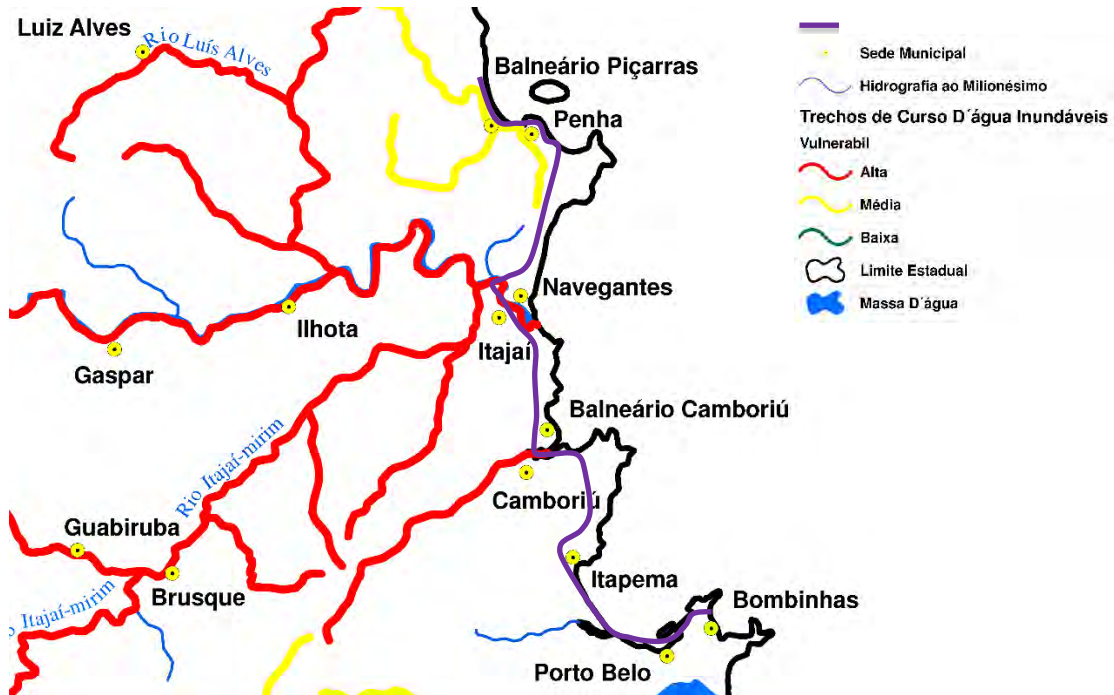 Luiz Alves
Rio Luís Alves
Balneário Piçarras
Penha
Navegantes
Ilhota
Itajaí
Gaspar
Balneário Camboriú
Rio Itajaí-mirim
Camboriú
Guabiruba
Brusque
Itapema
o Itajaí-mirim
Bombinhas
Porto Belo
Sede Municipal
Hidrografia ao Milionésimo
Trechos de Curso D´água Inundáveis
Vulnerabil
Alta
Média
Baixa
Limite Estadual
Massa D´água